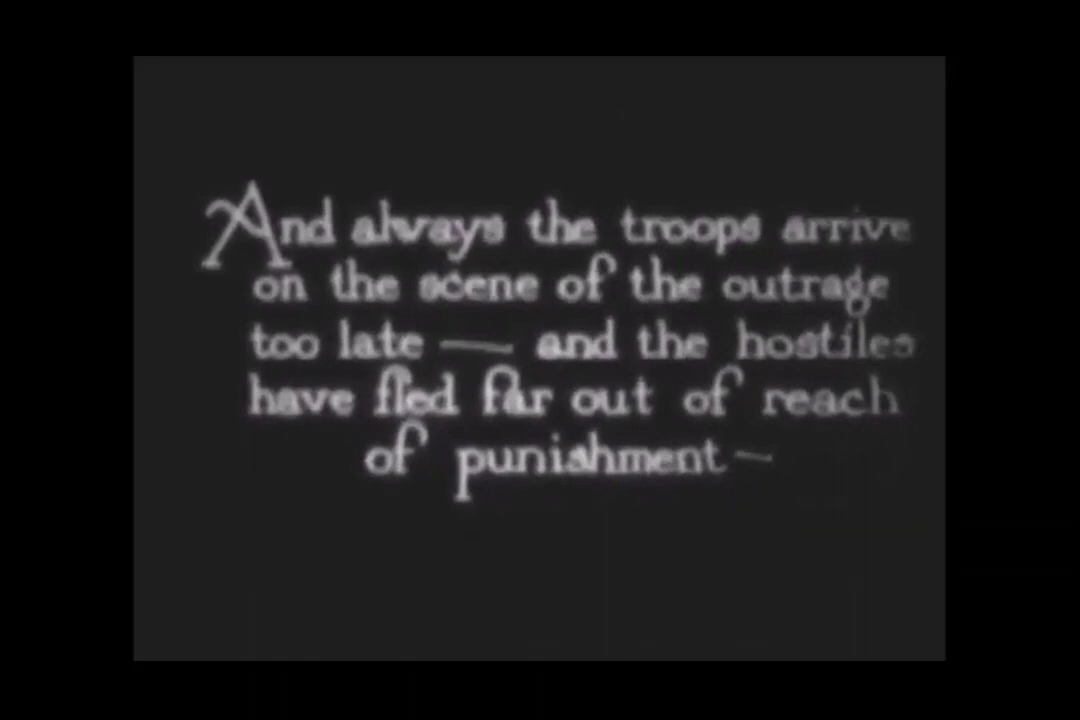 And always the troops arrive
on the scene of the outrage
too late — and the hostiles
have fled far out of reach
of punishment —